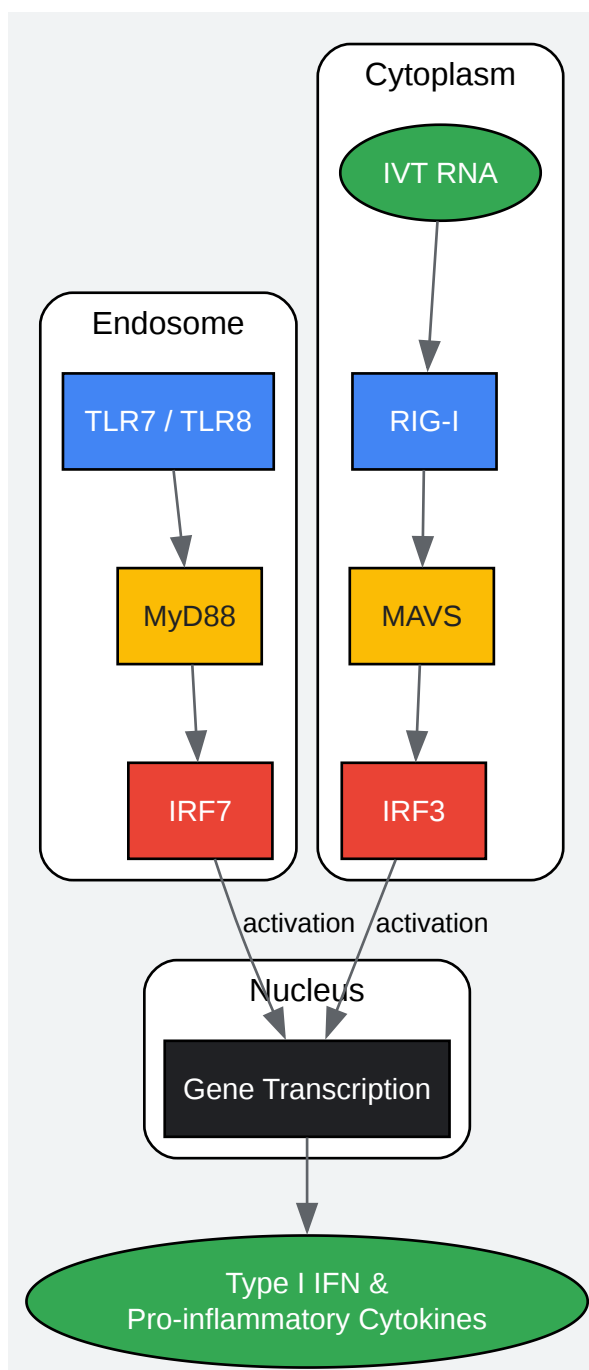 Cytoplasm
IVT RNA
Endosome
TLR7 / TLR8
RIG-I
MyD88
MAVS
IRF7
IRF3
activation
activation
Nucleus
Gene Transcription
Type I IFN &
Pro-inflammatory Cytokines